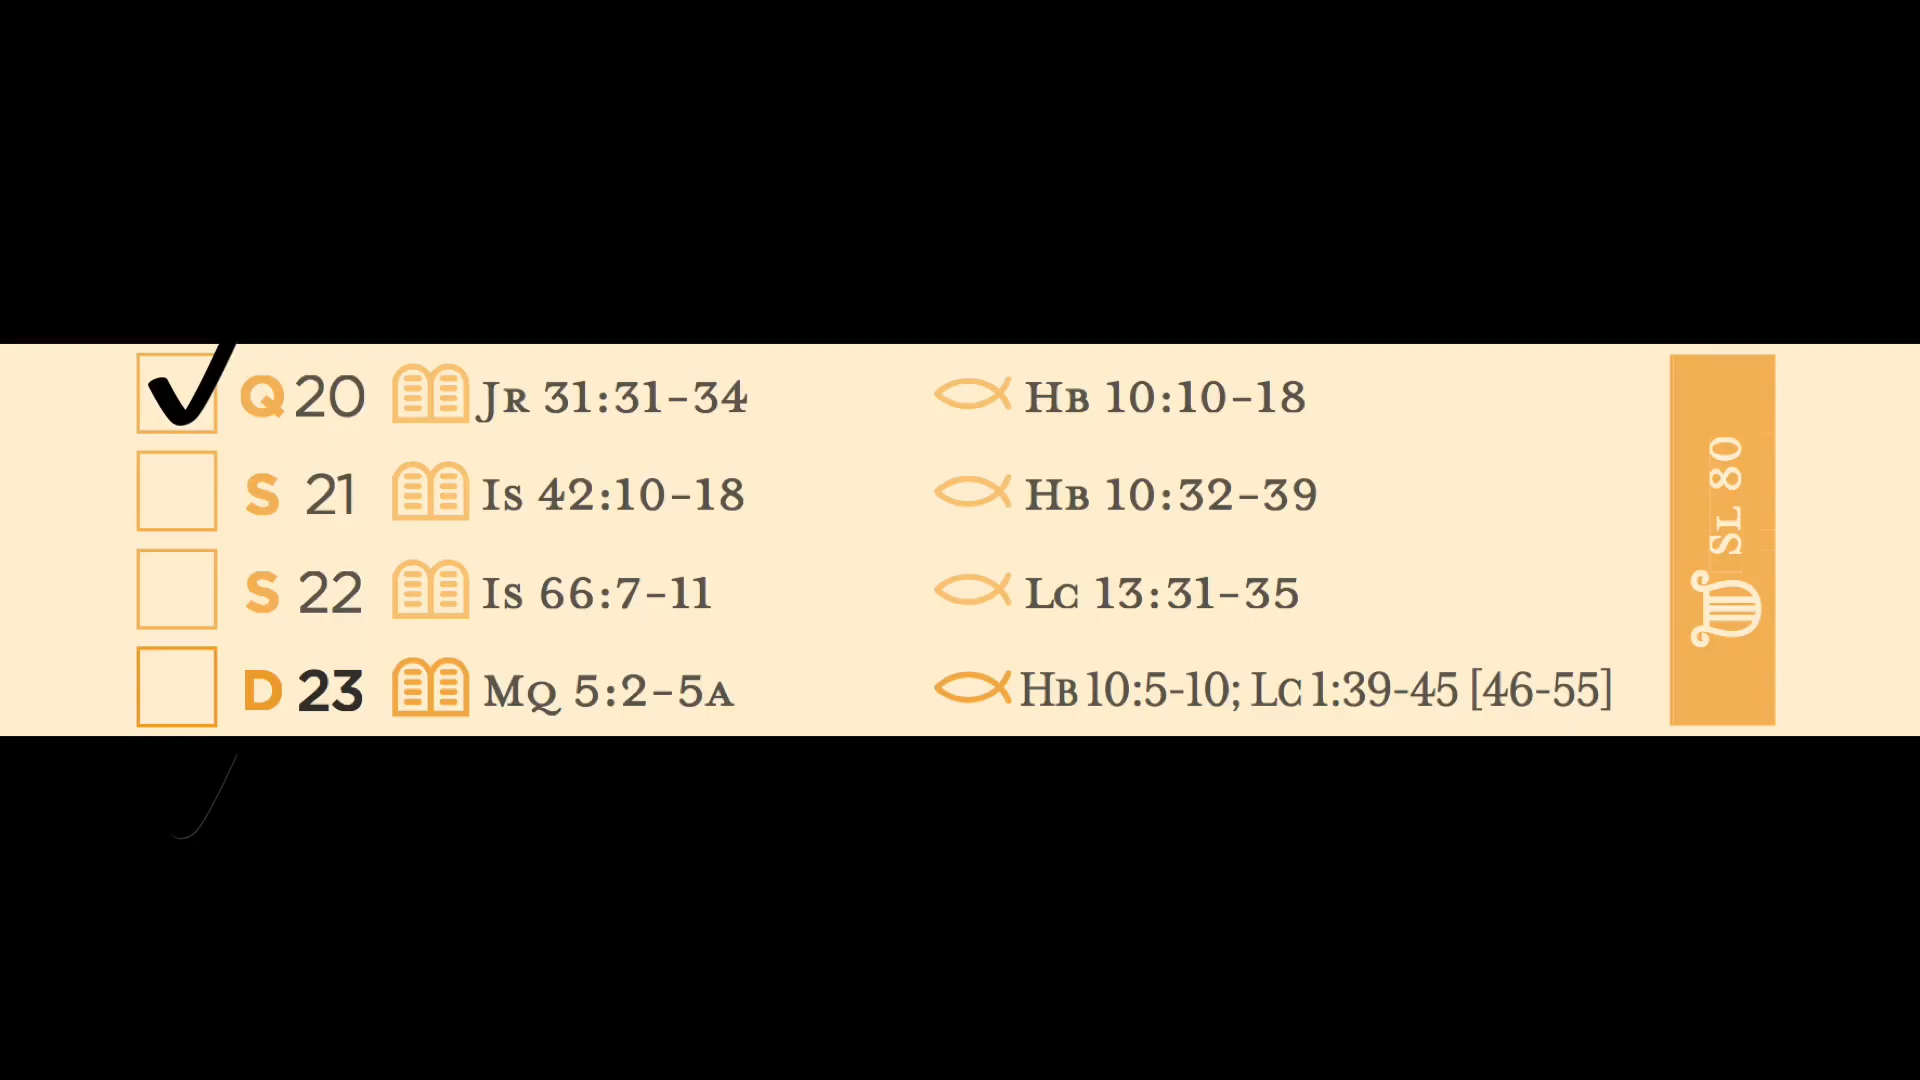 Q 20 JR 31:31-34 HB 10:10-18
S 21 IS 42:10-18 HB 10:32-39
S 22 IS 66:7-11 LC 13:31-35
D 23 MQ 5:2-5A HB 10:5-10; LC 1:39-45 [46-55]
SL 80